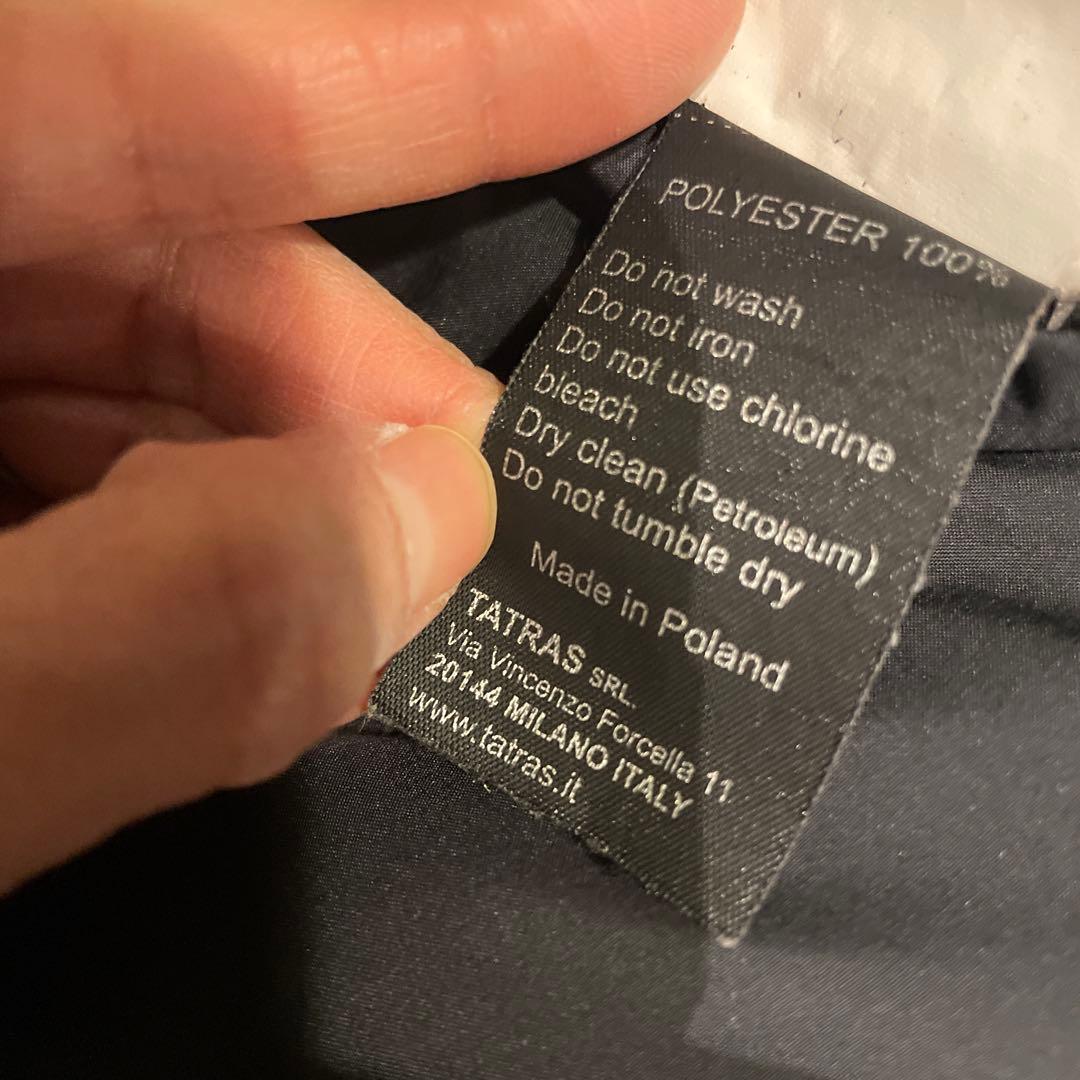 POLYESTER 100%
Do not wash
Do not iron
Do not use chlorine
bleach
Dry clean (Petroleum)
Do not tumble dry
Made in Poland
TATRAS SRL.
Via Vincenzo Forcella 11
20144 MILANO ITALY
www.tatras.it